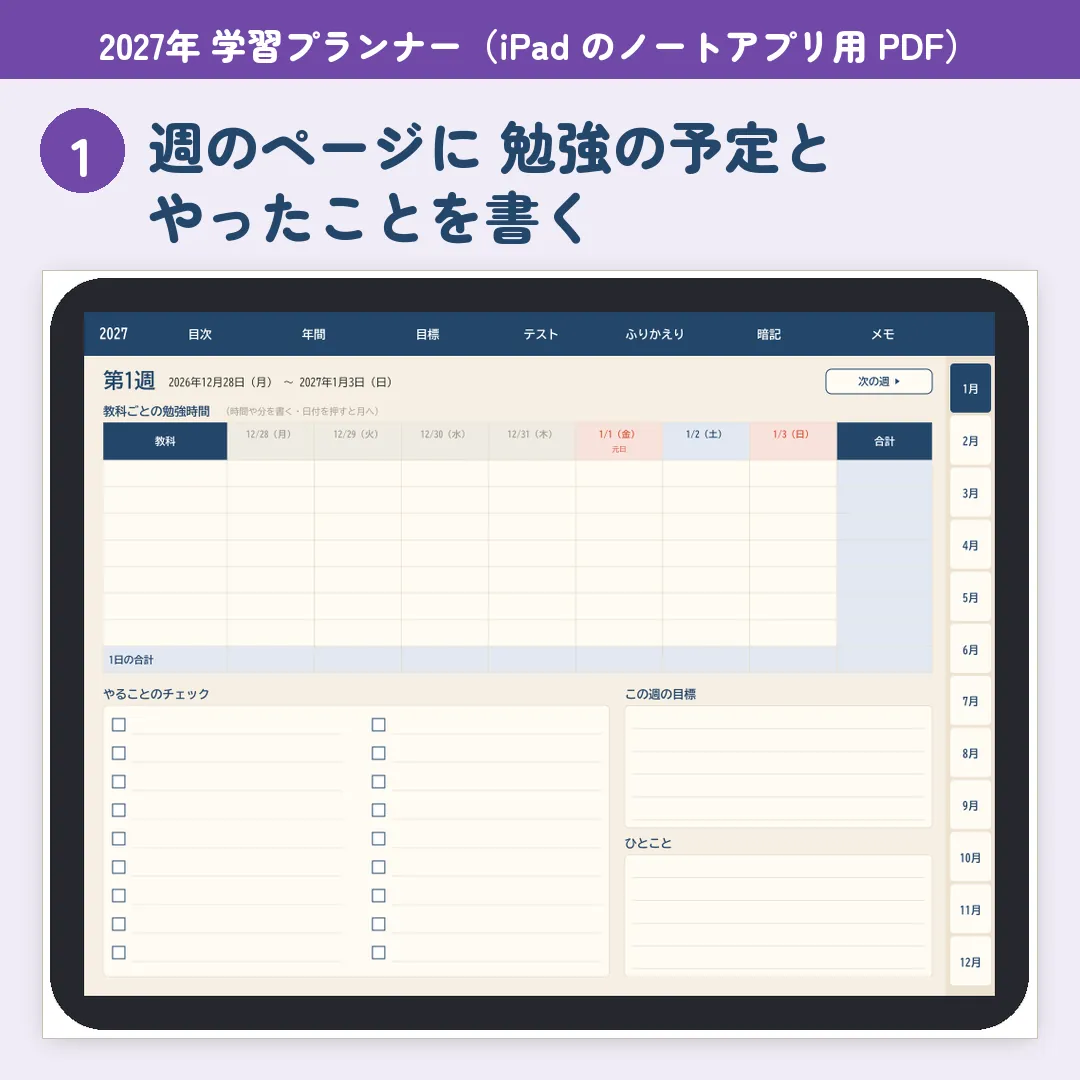 2027年 学習プランナー（iPad のノートアプリ用 PDF）
1
週のページに 勉強の予定と
やったことを書く
2027 目次 年間 目標 テスト ふりかえり 暗記 メモ
第1週 2026年12月28日（月） ～ 2027年1月3日（日） 次の週 ▸
教科ごとの勉強時間 （時間や分を書く・日付を押すと月へ）
教科 12/28（月） 12/29（火） 12/30（水） 12/31（木） 1/1（金） 1/2（土） 1/3（日） 合計
元日
1日の合計
やることのチェック
この週の目標
ひとこと
1月
2月
3月
4月
5月
6月
7月
8月
9月
10月
11月
12月